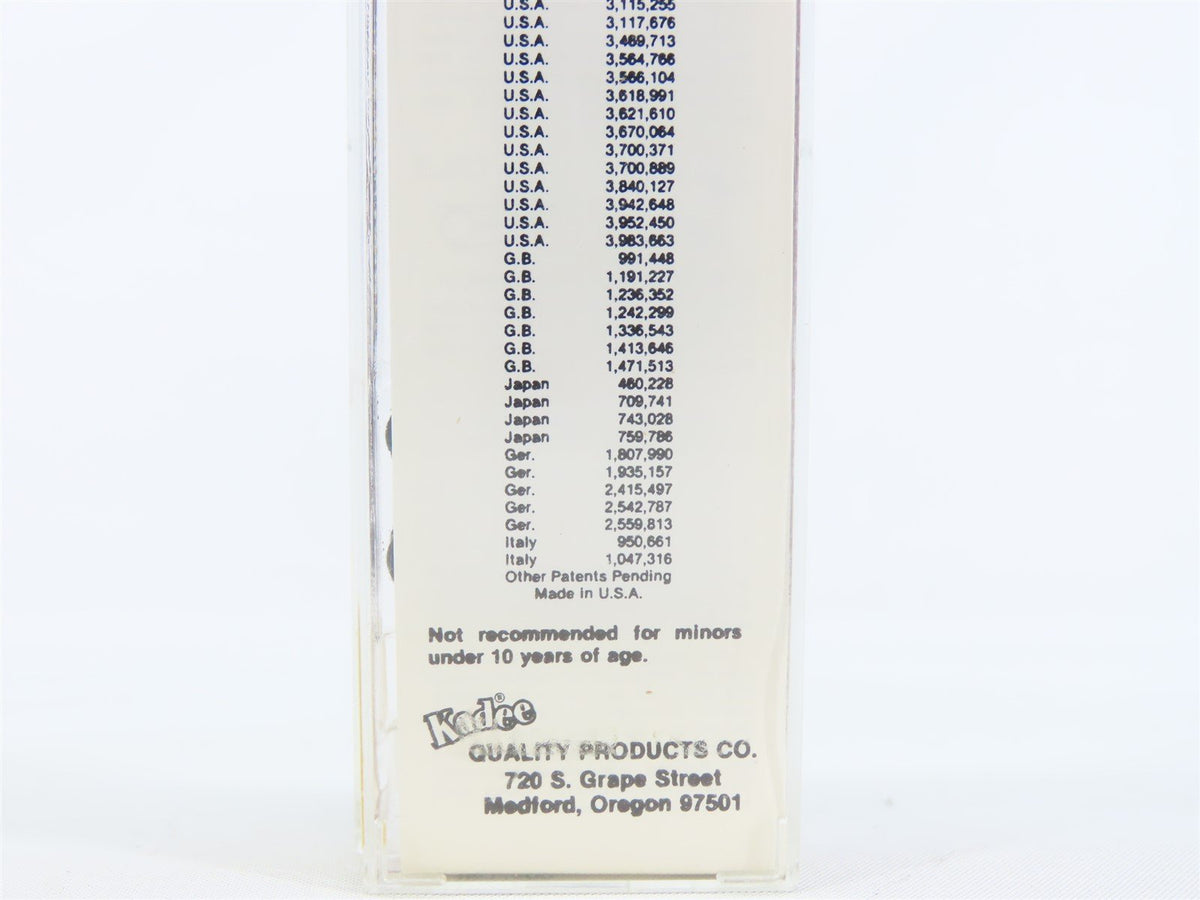 U.S.A. 3,115,255
U.S.A. 3,117,676
U.S.A. 3,469,713
U.S.A. 3,564,766
U.S.A. 3,566,104
U.S.A. 3,618,991
U.S.A. 3,621,610
U.S.A. 3,670,064
U.S.A. 3,700,371
U.S.A. 3,700,889
U.S.A. 3,840,127
U.S.A. 3,942,648
U.S.A. 3,952,450
U.S.A. 3,983,663
G.B. 991,448
G.B. 1,191,227
G.B. 1,236,352
G.B. 1,242,299
G.B. 1,336,543
G.B. 1,413,646
G.B. 1,471,513
Japan 460,228
Japan 709,741
Japan 743,028
Japan 759,786
Ger. 1,807,990
Ger. 1,935,157
Ger. 2,415,497
Ger. 2,542,787
Ger. 2,559,813
Italy 950,661
Italy 1,047,316
Other Patents Pending
Made in U.S.A.
Not recommended for minors
under 10 years of age.
Kadee®
QUALITY PRODUCTS CO.
720 S. Grape Street
Medford, Oregon 97501